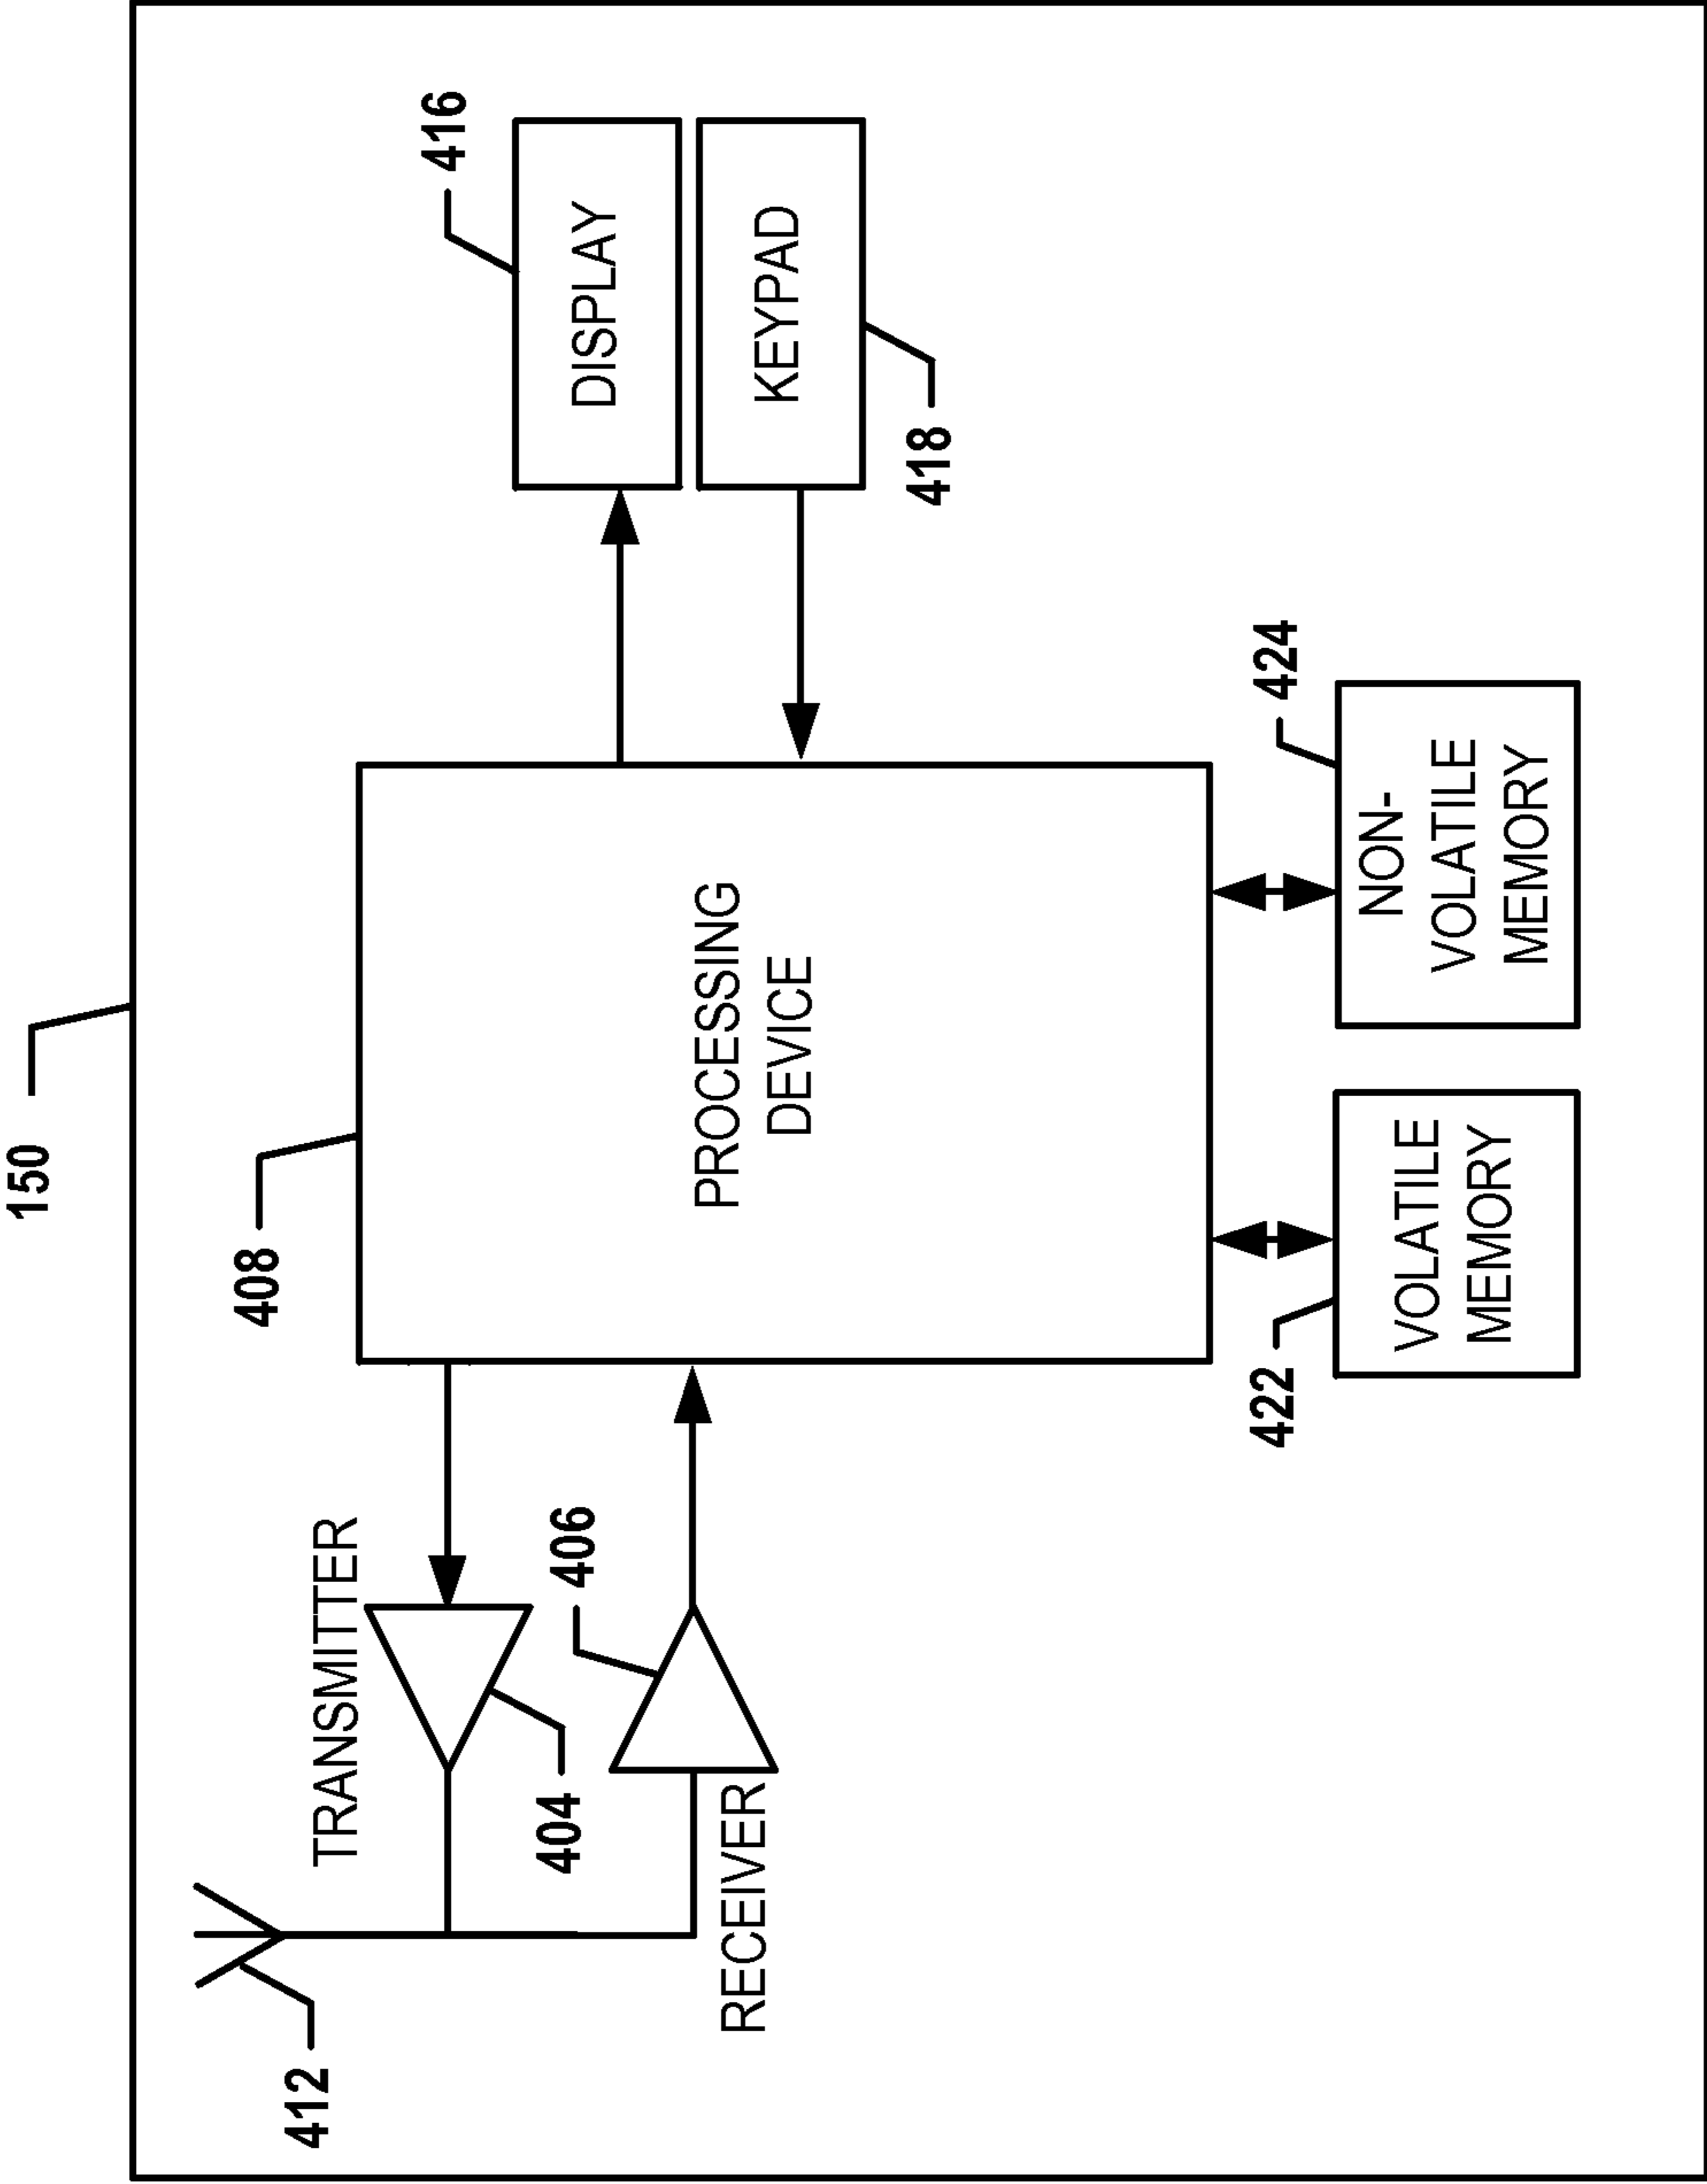 150
412
TRANSMITTER
404
406
RECEIVER
408
PROCESSING
DEVICE
416
DISPLAY
KEYPAD
418
422
VOLATILE
MEMORY
424
NON-
VOLATILE
MEMORY